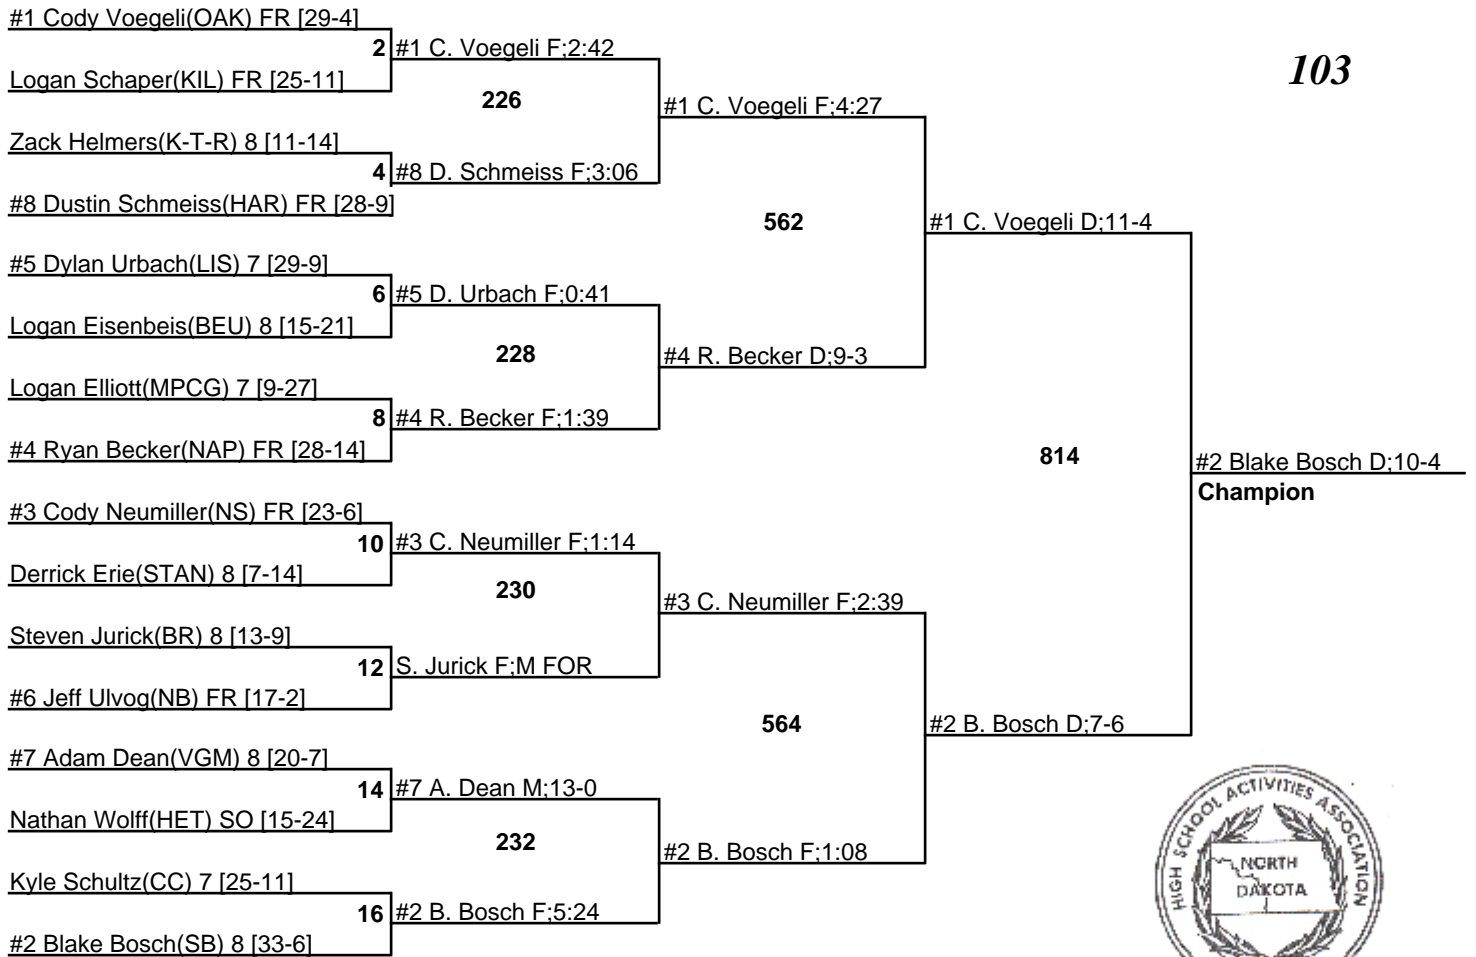 #1 Cody Voegeli(OAK) FR [29-4]
2 #1 C. Voegeli F;2:42
103
Logan Schaper(KIL) FR [25-11]
226
#1 C. Voegeli F;4:27
Zack Helmers(K-T-R) 8 [11-14]
4 #8 D. Schmeiss F;3:06
#8 Dustin Schmeiss(HAR) FR [28-9]
562
#1 C. Voegeli D;11-4
#5 Dylan Urbach(LIS) 7 [29-9]
6 #5 D. Urbach F;0:41
Logan Eisenbeis(BEU) 8 [15-21]
228
#4 R. Becker D;9-3
Logan Elliott(MPCG) 7 [9-27]
8 #4 R. Becker F;1:39
#4 Ryan Becker(NAP) FR [28-14]
814
#2 Blake Bosch D;10-4
Champion
#3 Cody Neumiller(NS) FR [23-6]
10 #3 C. Neumiller F;1:14
Derrick Erie(STAN) 8 [7-14]
230
#3 C. Neumiller F;2:39
Steven Jurick(BR) 8 [13-9]
12 S. Jurick F;M FOR
#6 Jeff Ulvog(NB) FR [17-2]
564
#2 B. Bosch D;7-6
#7 Adam Dean(VGM) 8 [20-7]
14 #7 A. Dean M;13-0
Nathan Wolff(HET) SO [15-24]
232
#2 B. Bosch F;1:08
Kyle Schultz(CC) 7 [25-11]
16 #2 B. Bosch F;5:24
#2 Blake Bosch(SB) 8 [33-6]
HIGH SCHOOL ACTIVITIES ASSOCIATION
NORTH
DAKOTA